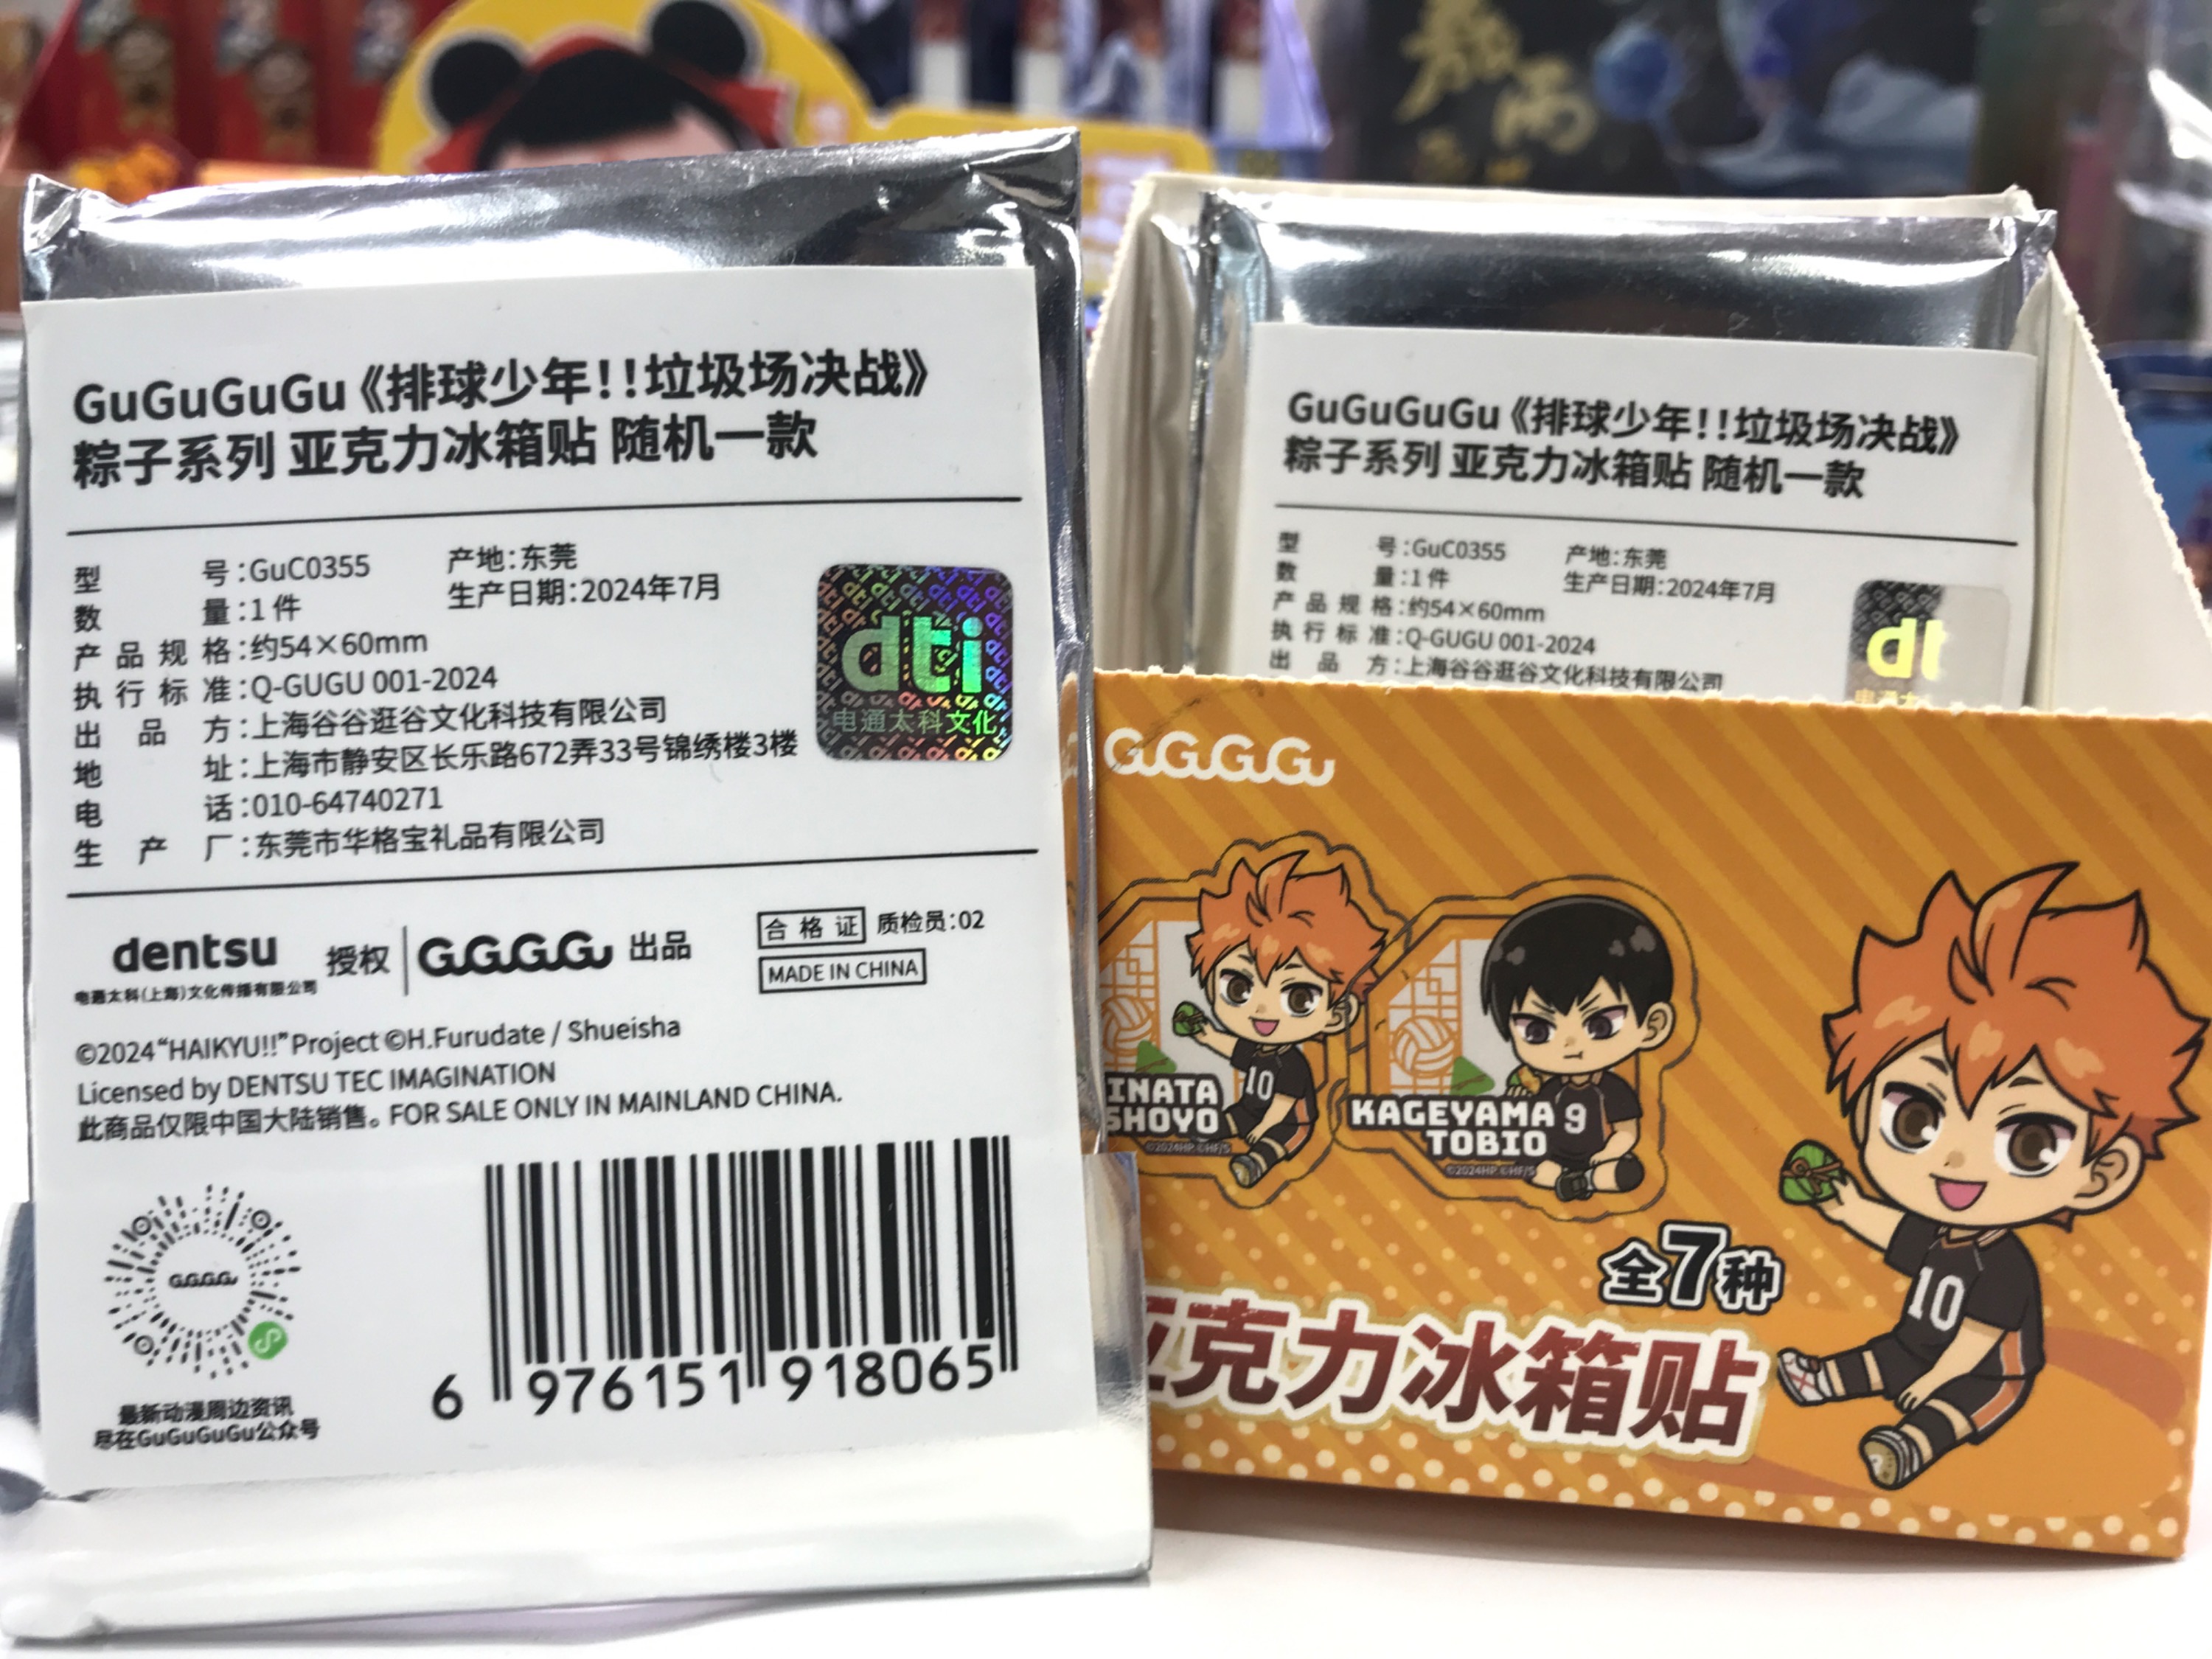 GuGuGuGu《排球少年!!垃圾场决战》
粽子系列 亚克力冰箱贴 随机一款
型号:GuC0355 产地:东莞
数量:1件 生产日期:2024年7月
产品规格:约54×60mm
执行标准:Q-GUGU 001-2024
出品方:上海谷谷逛谷文化科技有限公司
地址:上海市静安区长乐路672弄33号锦绣楼3楼
电话:010-64740271
生产厂:东莞市华格宝礼品有限公司
dti
电通太科文化
dentsu 授权 GuGuGuGu 出品
电通太科(上海)文化传播有限公司
合格证 质检员:02
MADE IN CHINA
©2024“HAIKYU!!”Project ©H.Furudate / Shueisha
Licensed by DENTSU TEC IMAGINATION
此商品仅限中国大陆销售。FOR SALE ONLY IN MAINLAND CHINA.
GuGuGuGu
最新动漫周边资讯
尽在GuGuGuGu公众号
6 976151 918065
GuGuGuGu《排球少年!!垃圾场决战》
粽子系列 亚克力冰箱贴 随机一款
型号:GuC0355 产地:东莞
数量:1件 生产日期:2024年7月
产品规格:约54×60mm
执行标准:Q-GUGU 001-2024
出品方:上海谷谷逛谷文化科技有限公司
dt
GuGuGuGu
INATA
SHOYO
10
©2024HP ©HF/S
KAGEYAMA
TOBIO
9
©2024HP ©HF/S
10
全7种
亚克力冰箱贴